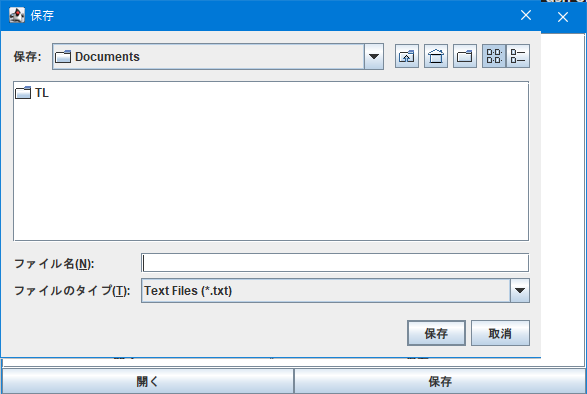 保存
保存: Documents
TL
ファイル名(N):
ファイルのタイプ(T): Text Files (*.txt)
保存 取消
開く 保存